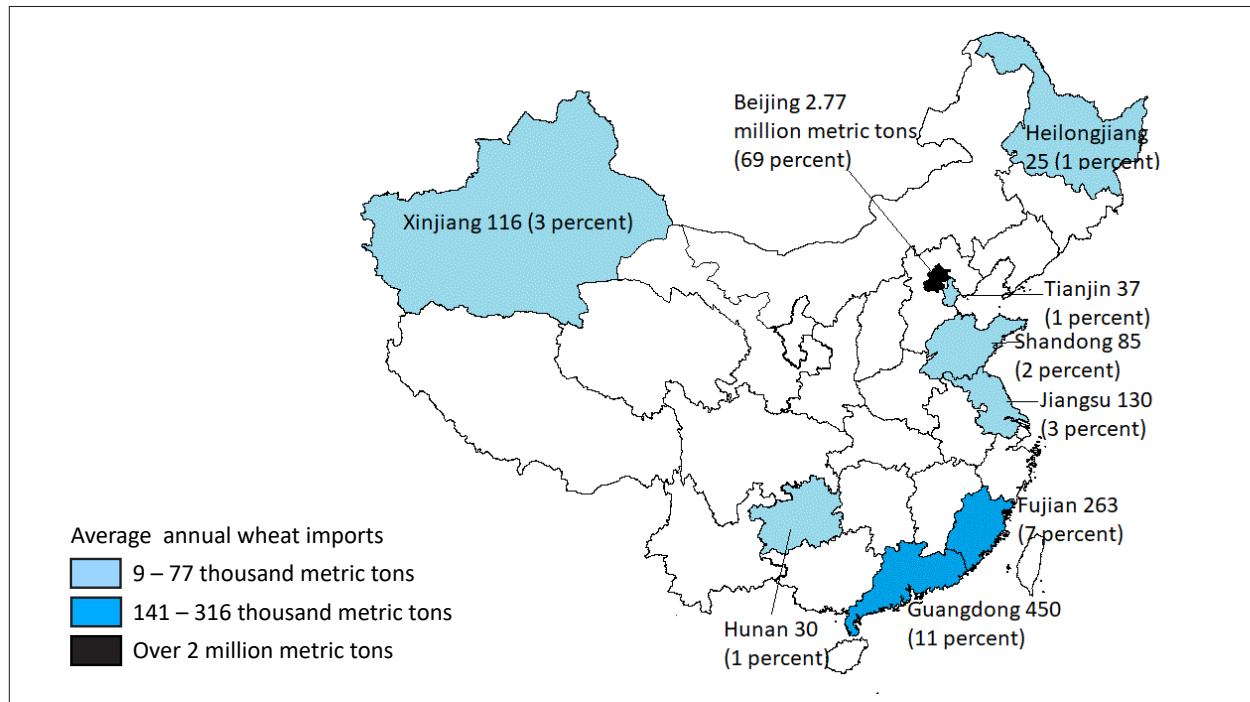 Beijing 2.77
million metric tons
(69 percent)
Heilongjiang
25 (1 percent)
Xinjiang 116 (3 percent)
Tianjin 37
(1 percent)
Shandong 85
(2 percent)
Jiangsu 130
(3 percent)
Fujian 263
(7 percent)
Guangdong 450
(11 percent)
Hunan 30
(1 percent)
Average annual wheat imports
9 – 77 thousand metric tons
141 – 316 thousand metric tons
Over 2 million metric tons